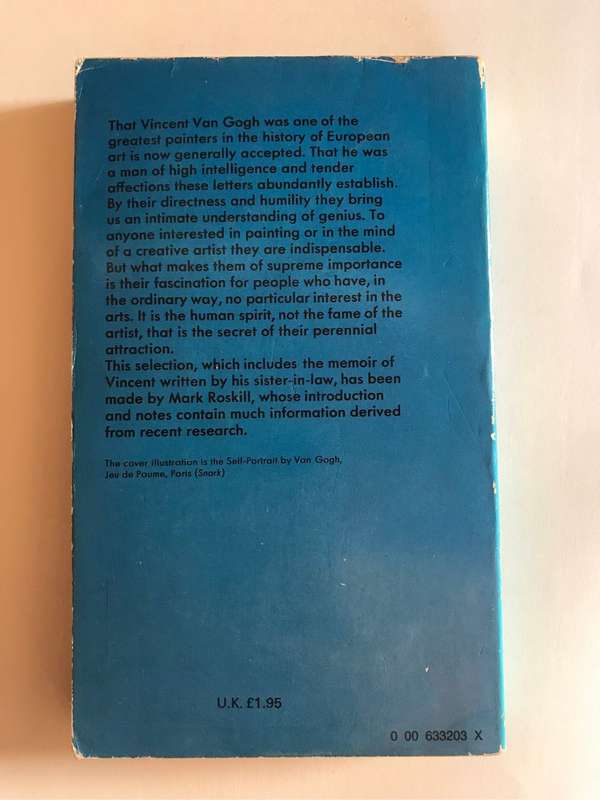 That Vincent Van Gogh was one of the
greatest painters in the history of European
art is now generally accepted. That he was
a man of high intelligence and tender
affections these letters abundantly establish.
By their directness and humility they bring
us an intimate understanding of genius. To
anyone interested in painting or in the mind
of a creative artist they are indispensable.
But what makes them of supreme importance
is their fascination for people who have, in
the ordinary way, no particular interest in the
arts. It is the human spirit, not the fame of the
artist, that is the secret of their perennial
attraction.
This selection, which includes the memoir of
Vincent written by his sister-in-law, has been
made by Mark Roskill, whose introduction
and notes contain much information derived
from recent research.
The cover illustration is the Self-Portrait by Van Gogh,
Jeu de Paume, Paris (Snark)
U.K. £1.95
0 00 633203 X